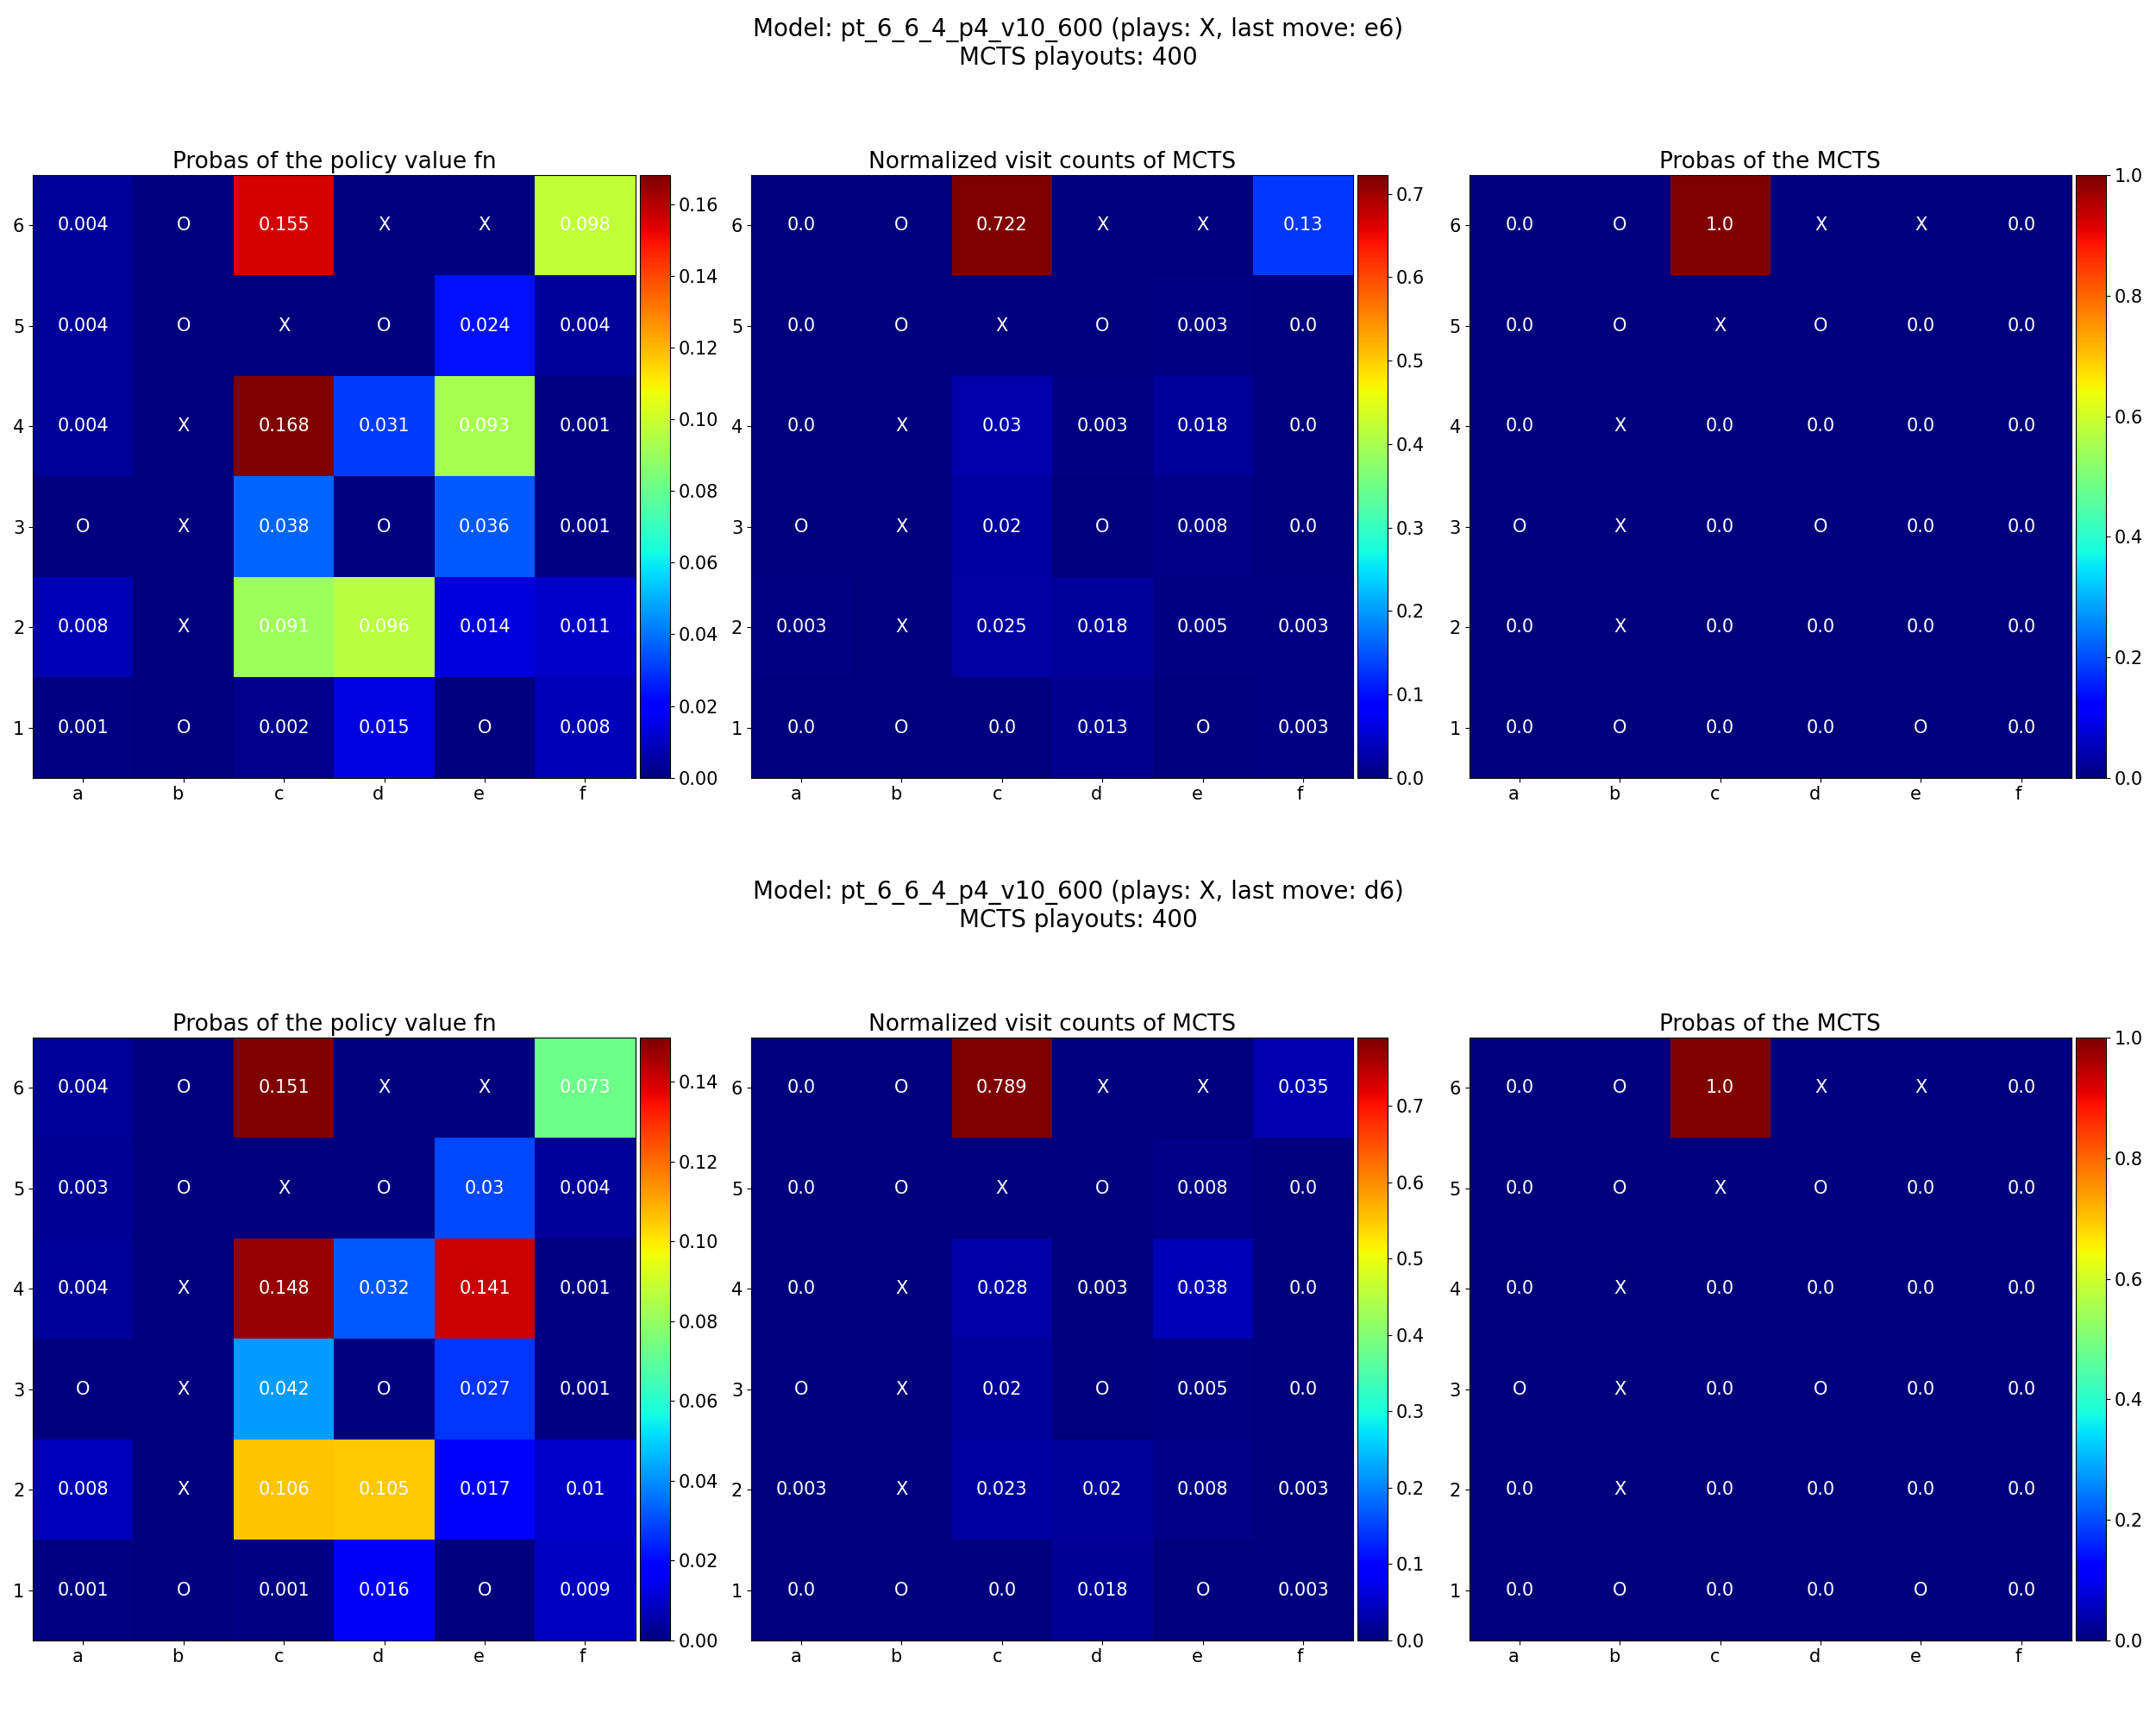 Model: pt_6_6_4_p4_v10_600 (plays: X, last move: e6)
MCTS playouts: 400
Probas of the policy value fn
6 0.004 O 0.155 X X 0.098
5 0.004 O X O 0.024 0.004
4 0.004 X 0.168 0.031 0.093 0.001
3 O X 0.038 O 0.036 0.001
2 0.008 X 0.091 0.096 0.014 0.011
1 0.001 O 0.002 0.015 O 0.008
a b c d e f
0.16
0.14
0.12
0.10
0.08
0.06
0.04
0.02
0.00
Normalized visit counts of MCTS
6 0.0 O 0.722 X X 0.13
5 0.0 O X O 0.003 0.0
4 0.0 X 0.03 0.003 0.018 0.0
3 O X 0.02 O 0.008 0.0
2 0.003 X 0.025 0.018 0.005 0.003
1 0.0 O 0.0 0.013 O 0.003
a b c d e f
0.7
0.6
0.5
0.4
0.3
0.2
0.1
0.0
Probas of the MCTS
6 0.0 O 1.0 X X 0.0
5 0.0 O X O 0.0 0.0
4 0.0 X 0.0 0.0 0.0 0.0
3 O X 0.0 O 0.0 0.0
2 0.0 X 0.0 0.0 0.0 0.0
1 0.0 O 0.0 0.0 O 0.0
a b c d e f
1.0
0.8
0.6
0.4
0.2
0.0
Model: pt_6_6_4_p4_v10_600 (plays: X, last move: d6)
MCTS playouts: 400
Probas of the policy value fn
6 0.004 O 0.151 X X 0.073
5 0.003 O X O 0.03 0.004
4 0.004 X 0.148 0.032 0.141 0.001
3 O X 0.042 O 0.027 0.001
2 0.008 X 0.106 0.105 0.017 0.01
1 0.001 O 0.001 0.016 O 0.009
a b c d e f
0.14
0.12
0.10
0.08
0.06
0.04
0.02
0.00
Normalized visit counts of MCTS
6 0.0 O 0.789 X X 0.035
5 0.0 O X O 0.008 0.0
4 0.0 X 0.028 0.003 0.038 0.0
3 O X 0.02 O 0.005 0.0
2 0.003 X 0.023 0.02 0.008 0.003
1 0.0 O 0.0 0.018 O 0.003
a b c d e f
0.7
0.6
0.5
0.4
0.3
0.2
0.1
0.0
Probas of the MCTS
6 0.0 O 1.0 X X 0.0
5 0.0 O X O 0.0 0.0
4 0.0 X 0.0 0.0 0.0 0.0
3 O X 0.0 O 0.0 0.0
2 0.0 X 0.0 0.0 0.0 0.0
1 0.0 O 0.0 0.0 O 0.0
a b c d e f
1.0
0.8
0.6
0.4
0.2
0.0